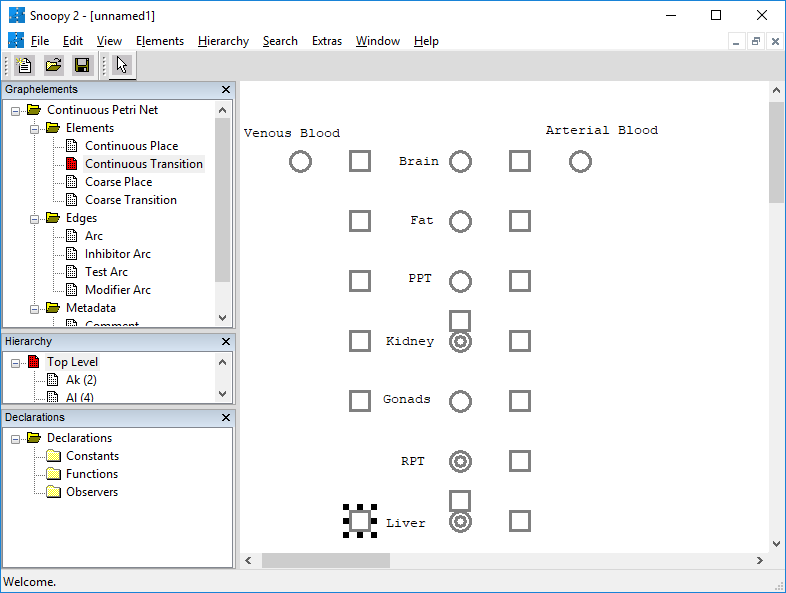 Snoopy 2 - [unnamed1]
File Edit View Elements Hierarchy Search Extras Window Help
Graphelements
Continuous Petri Net
Elements
Continuous Place
Continuous Transition
Coarse Place
Coarse Transition
Edges
Arc
Inhibitor Arc
Test Arc
Modifier Arc
Metadata
Comment
Hierarchy
Top Level
Ak (2)
Al (4)
Declarations
Declarations
Constants
Functions
Observers
Venous Blood
Arterial Blood
Brain
Fat
PPT
Kidney
Gonads
RPT
Liver
Welcome.